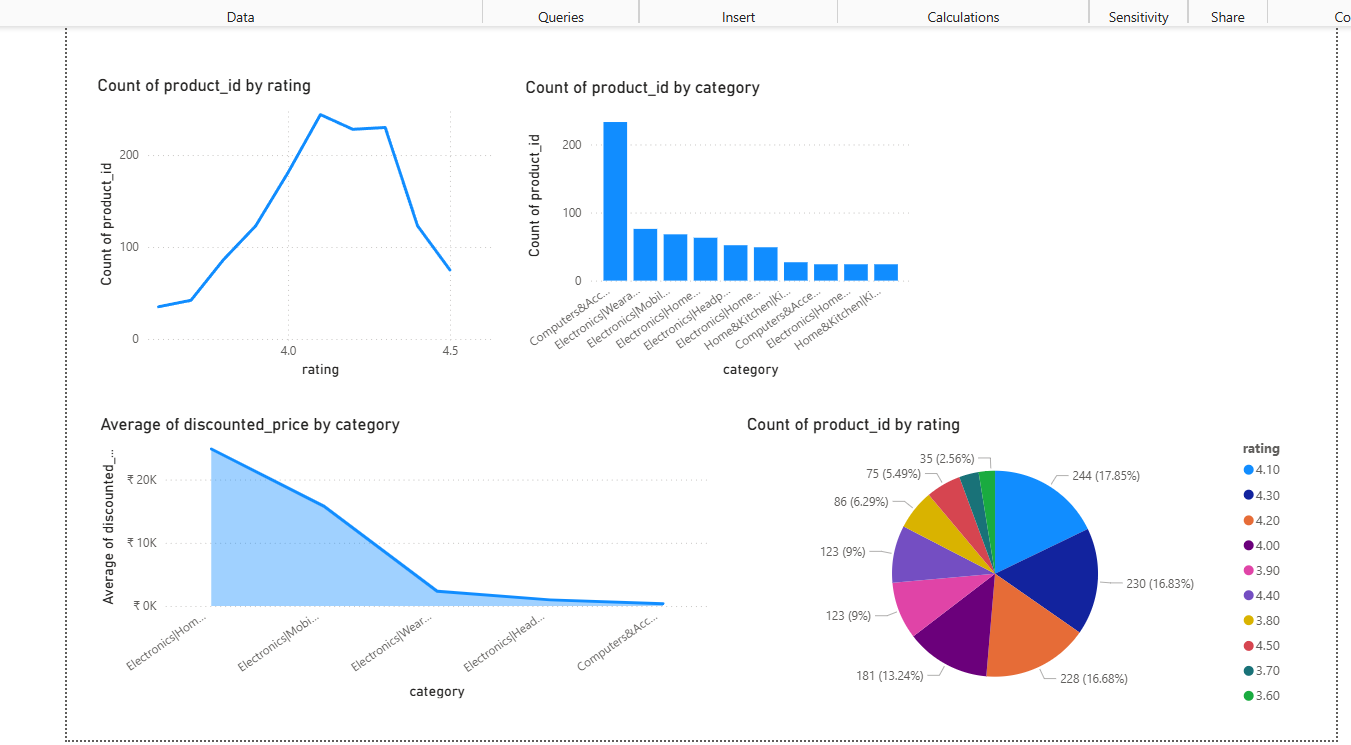 Data
Queries
Insert
Calculations
Sensitivity
Share
Co
Count of product_id by rating
Count of product_id
200
100
0
4.0
4.5
rating
Count of product_id by category
Count of product_id
200
100
0
Computers&Acc...
Electronics|Weara...
Electronics|Mobil...
Electronics|Home...
Electronics|Headp...
Electronics|Home...
Home&Kitchen|Ki...
Computers&Acce...
Electronics|Home...
Home&Kitchen|Ki...
category
Average of discounted_price by category
Average of discounted_...
₹ 20K
₹ 10K
₹ 0K
Electronics|Hom...
Electronics|Mobi...
Electronics|Wear...
Electronics|Head...
Computers&Acc...
category
Count of product_id by rating
35 (2.56%)
75 (5.49%)
86 (6.29%)
123 (9%)
123 (9%)
181 (13.24%)
244 (17.85%)
230 (16.83%)
228 (16.68%)
rating
4.10
4.30
4.20
4.00
3.90
4.40
3.80
4.50
3.70
3.60